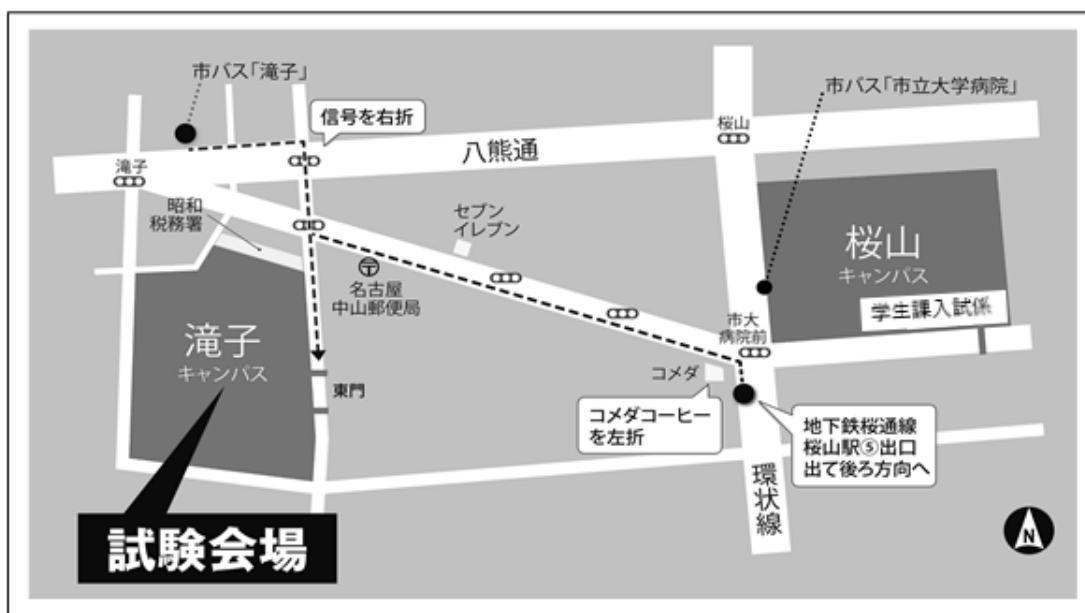 市バス「滝子」
信号を右折
八熊通
桜山
市バス「市立大学病院」
滝子
昭和
税務署
セブン
イレブン
桜山
キャンパス
名古屋
中山郵便局
学生課入試係
市大
病院前
滝子
キャンパス
コメダ
東門
コメダコーヒー
を左折
地下鉄桜通線
桜山駅⑤出口
出て後ろ方向へ
環状線
試験会場
N